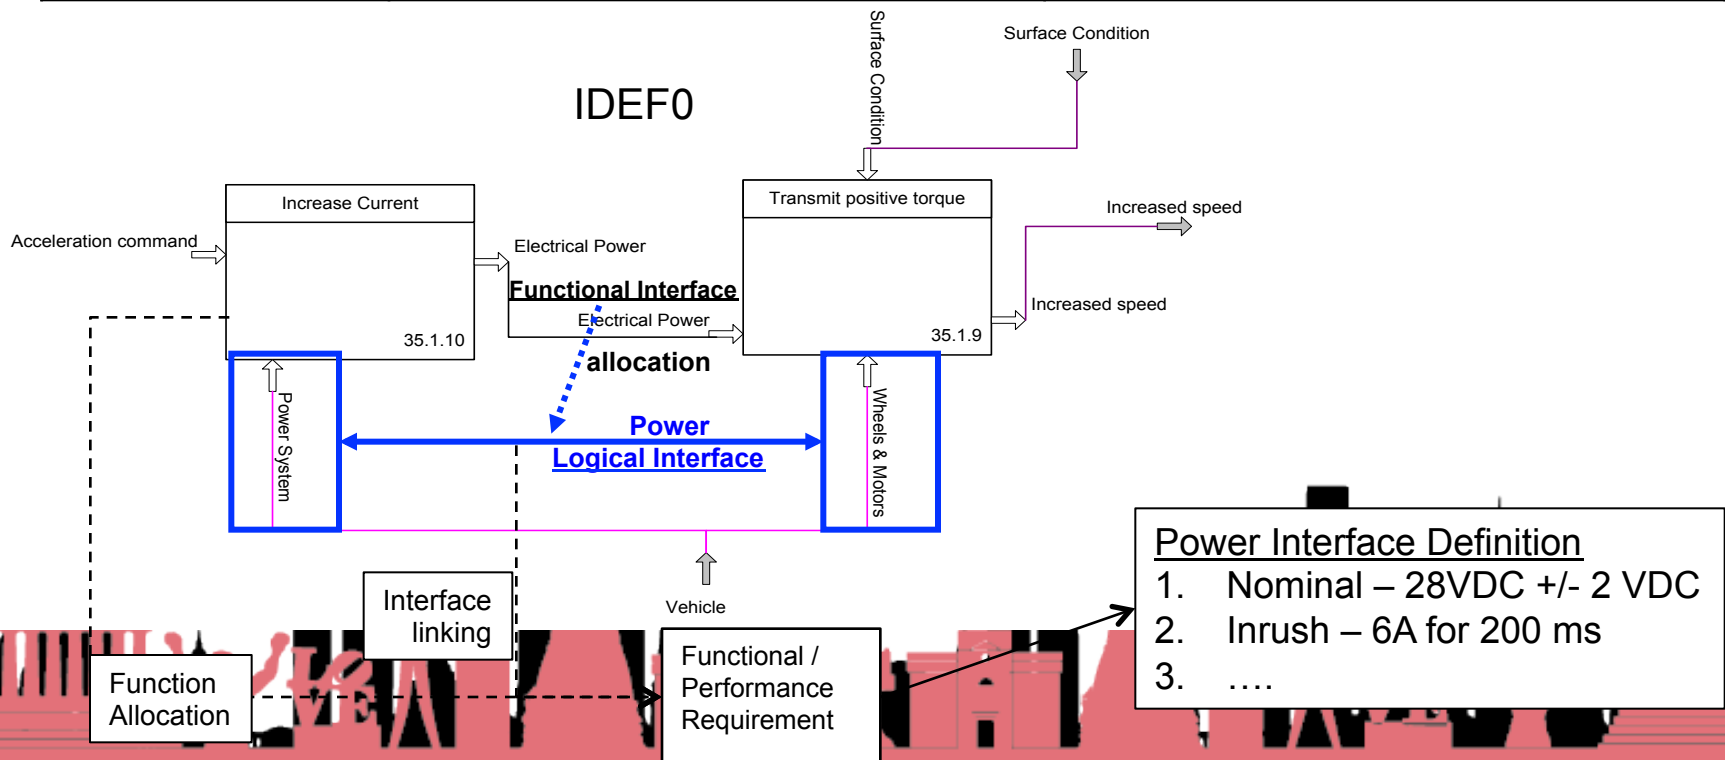 Surface Condition
Surface Condition
IDEF0
Increase Current
Transmit positive torque
Acceleration command
Electrical Power
Increased speed
Functional Interface
Electrical Power
Increased speed
35.1.10
35.1.9
allocation
Power System
Power
Logical Interface
Wheels & Motors
Interface
linking
Vehicle
Function
Allocation
Functional /
Performance
Requirement
Power Interface Definition
1. Nominal – 28VDC +/- 2 VDC
2. Inrush – 6A for 200 ms
3. ....